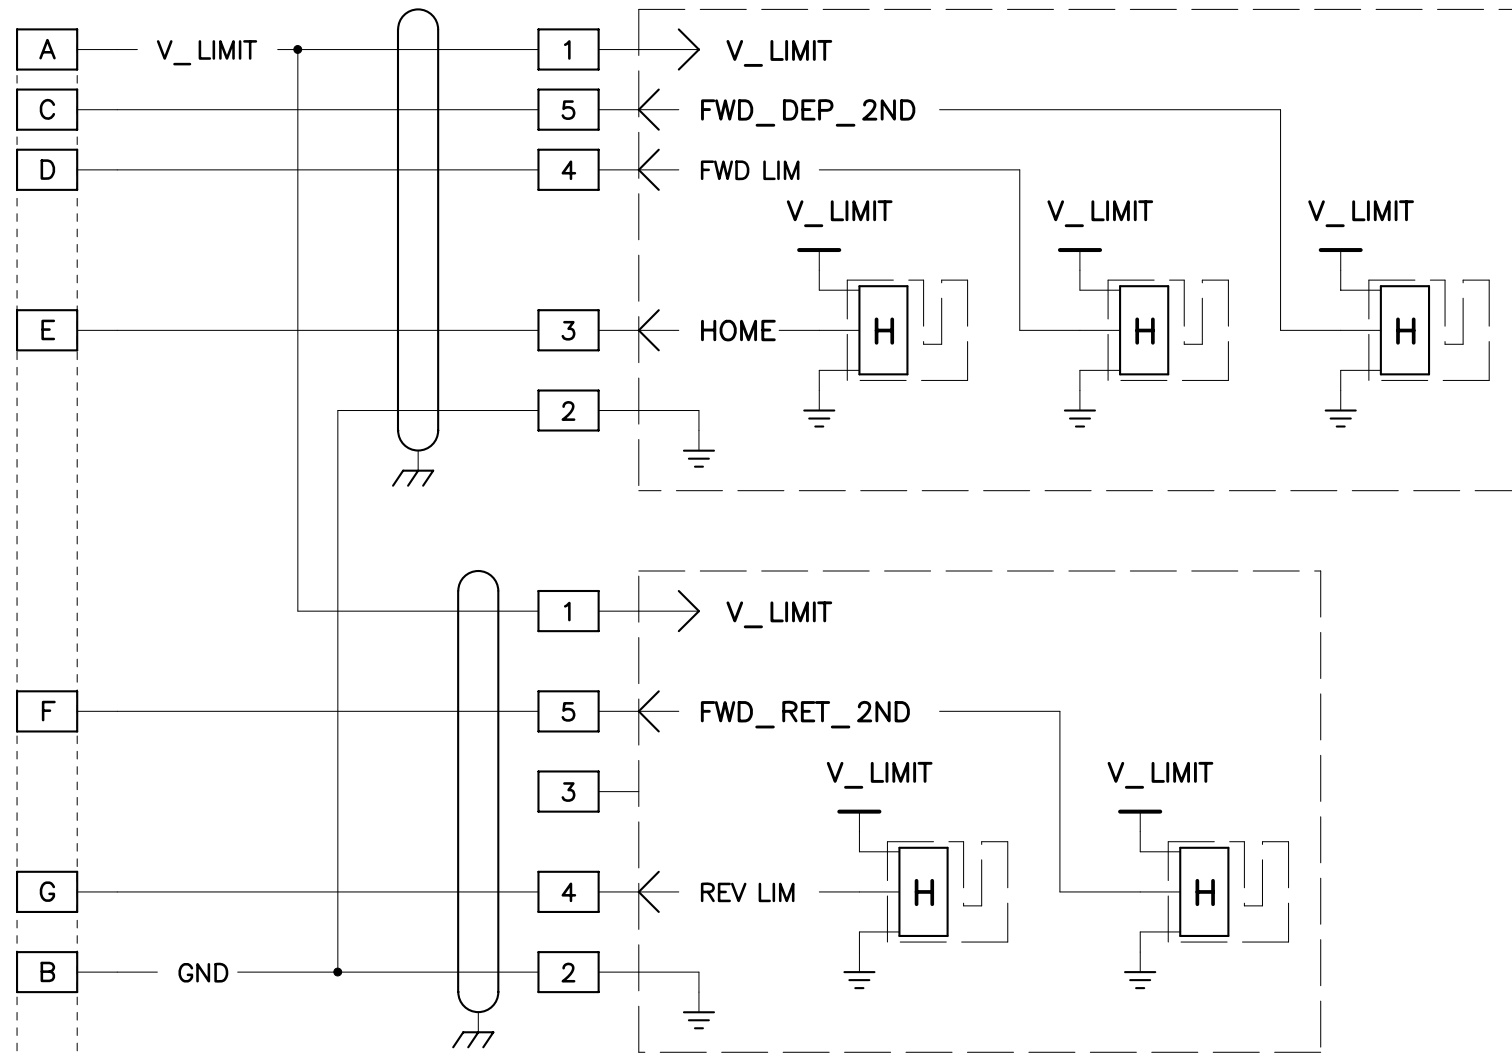 A V_LIMIT 1 V_LIMIT
C 5 FWD_DEP_2ND
D 4 FWD LIM
V_LIMIT V_LIMIT V_LIMIT
E 3 HOME H H H
2
1 V_LIMIT
F 5 FWD_RET_2ND
V_LIMIT V_LIMIT
3
G 4 REV LIM H H
B GND 2